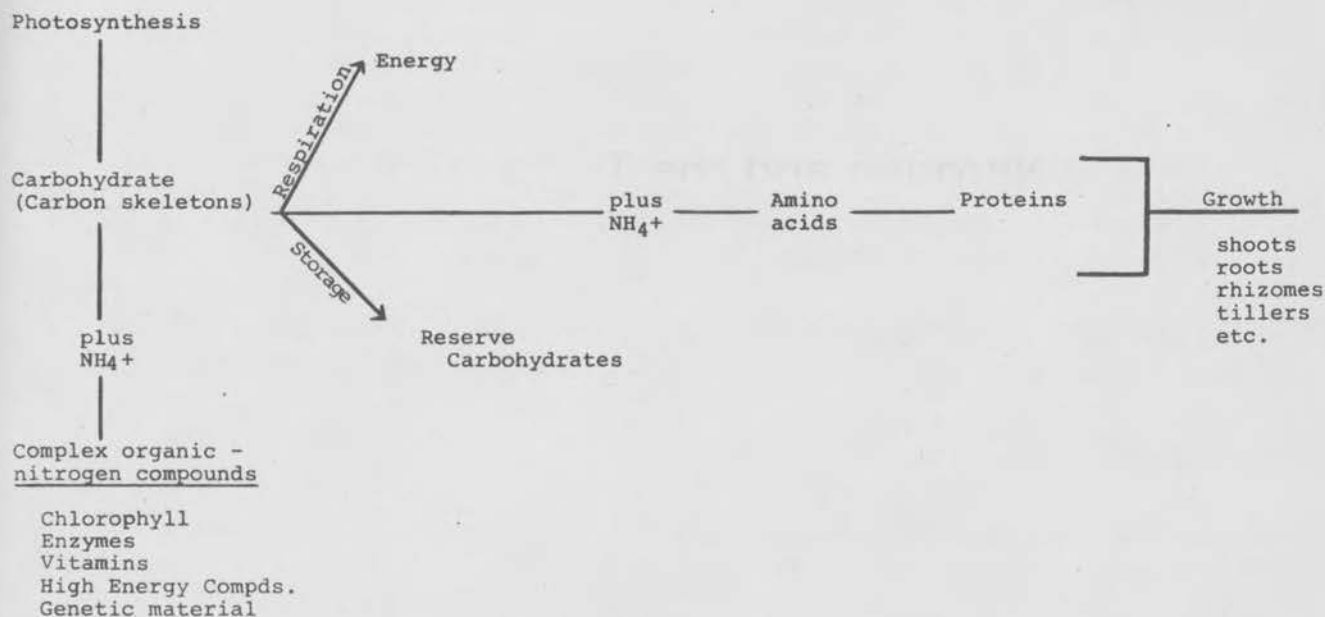 Photosynthesis
Respiration
Energy
Carbohydrate
(Carbon skeletons)
plus
NH4+
Amino
acids
Proteins
Growth
shoots
roots
rhizomes
tillers
etc.
Storage
Reserve
Carbohydrates
plus
NH4+
Complex organic -
nitrogen compounds
Chlorophyll
Enzymes
Vitamins
High Energy Compds.
Genetic material